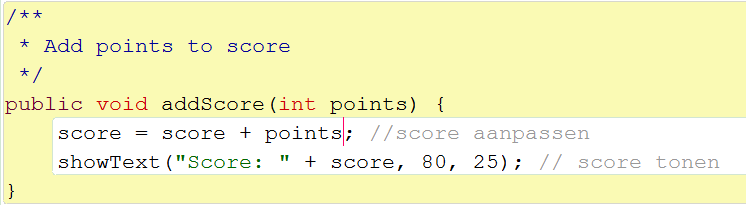 /**
 * Add points to score
 */
public void addScore(int points) {
    score = score + points; //score aanpassen
    showText("Score: " + score, 80, 25); // score tonen
}